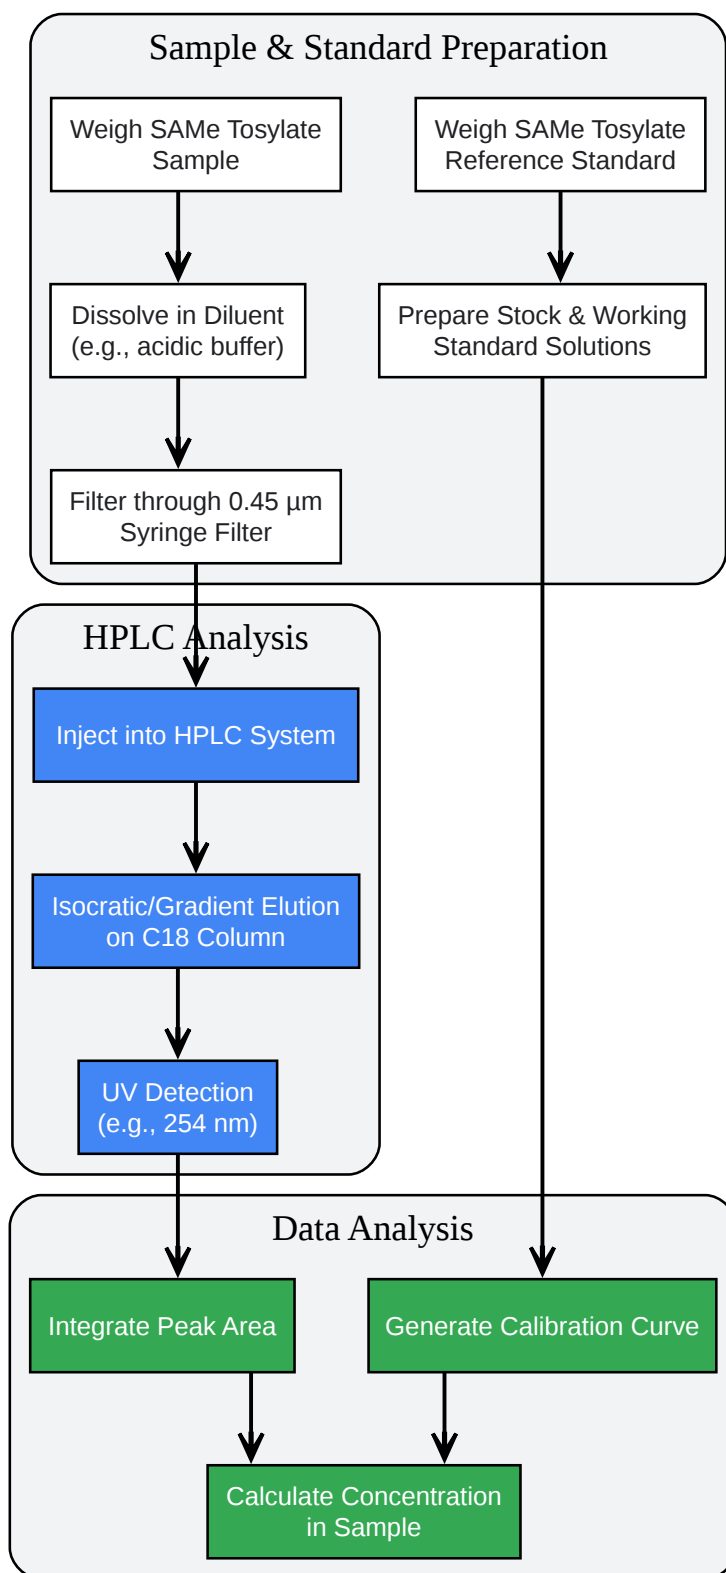 Sample & Standard Preparation
Weigh SAMe Tosylate
Sample
Weigh SAMe Tosylate
Reference Standard
Dissolve in Diluent
(e.g., acidic buffer)
Prepare Stock & Working
Standard Solutions
Filter through 0.45 µm
Syringe Filter
HPLC Analysis
Inject into HPLC System
Isocratic/Gradient Elution
on C18 Column
UV Detection
(e.g., 254 nm)
Data Analysis
Integrate Peak Area
Generate Calibration Curve
Calculate Concentration
in Sample